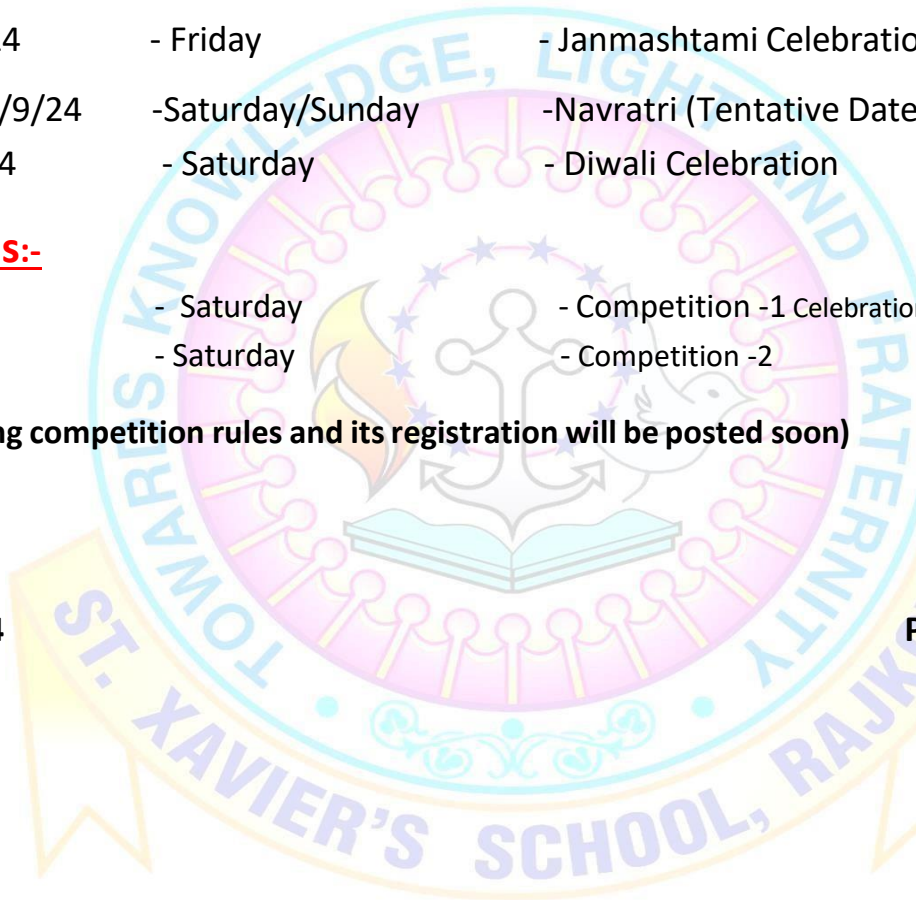 4 - Friday - Janmashtami Celebratio
/9/24 -Saturday/Sunday -Navratri (Tentative Date
4 - Saturday - Diwali Celebration
s:-
- Saturday - Competition -1 Celebration
- Saturday - Competition -2
ng competition rules and its registration will be posted soon)
4
TOWARDS KNOWLEDGE, LIGHT AND FRATERNITY
ST. XAVIER'S SCHOOL, RAJK